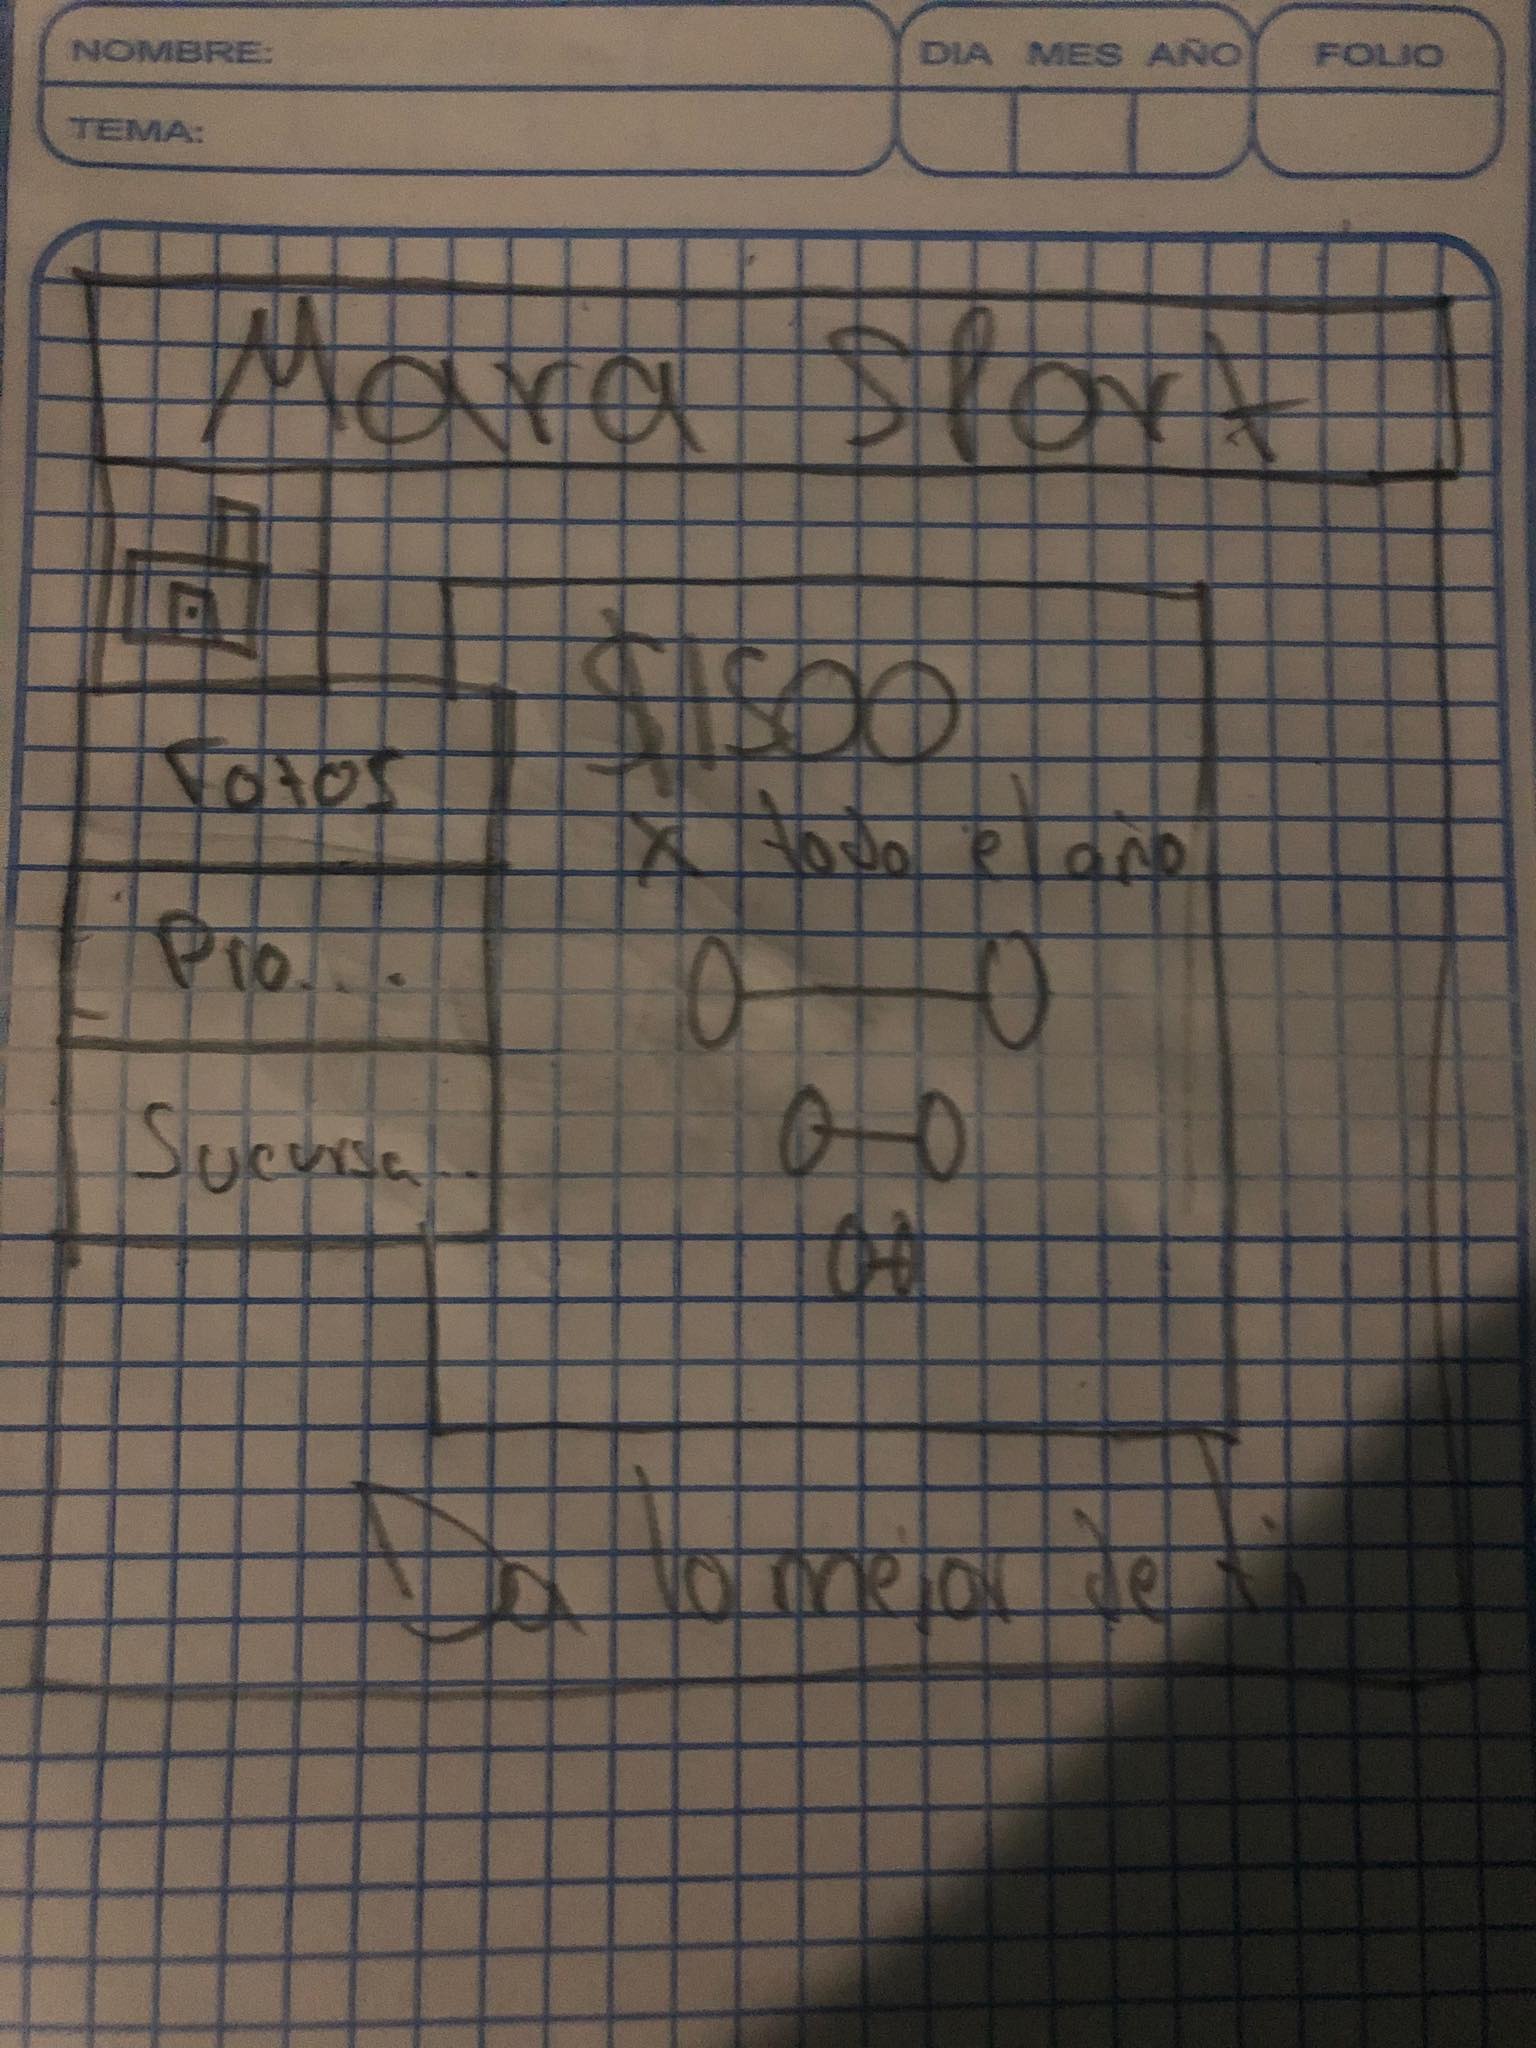 NOMBRE:
DIA MES AÑO
FOLIO
TEMA:
Mara Sport
$1500
x todo el año
Fotos
Pro...
Sucursa..
Da lo mejor de ti